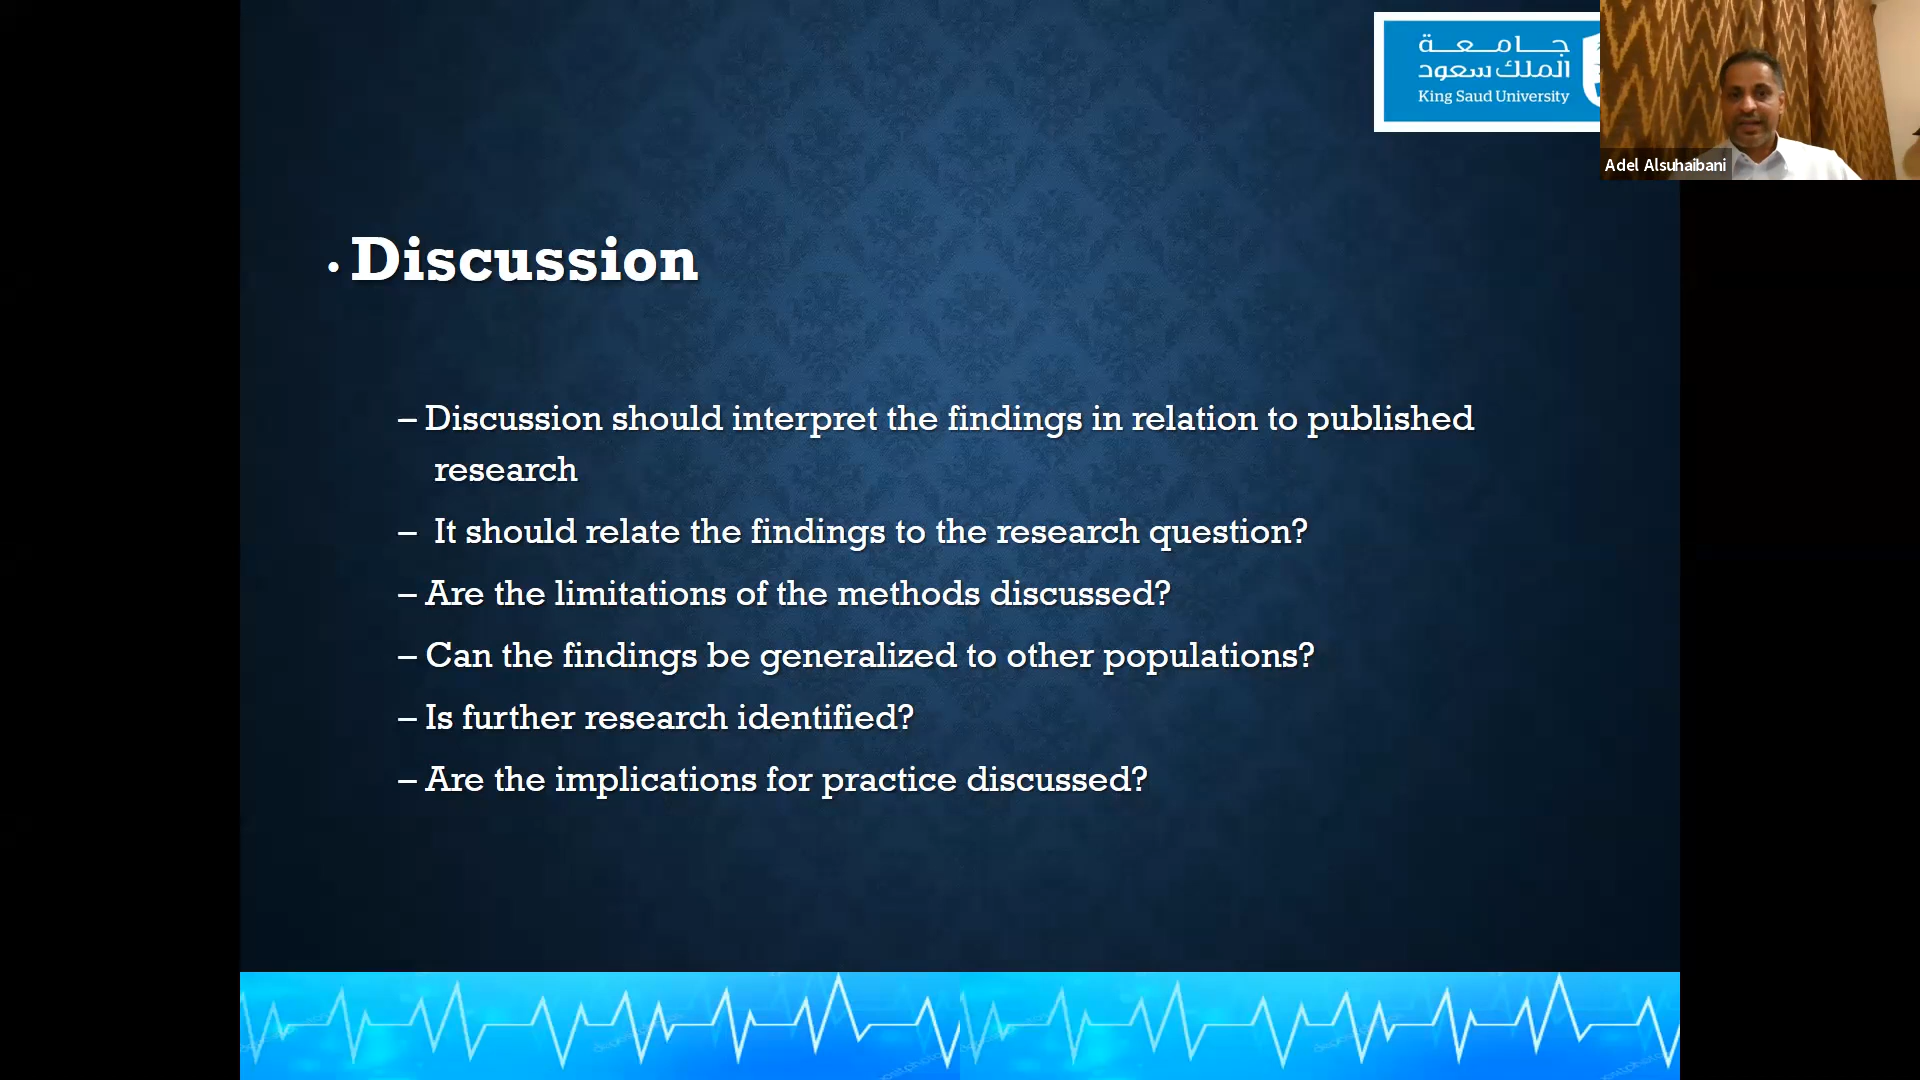 جامعة
الملك سعود
King Saud University
Adel Alsuhaibani
• Discussion
– Discussion should interpret the findings in relation to published
research
– It should relate the findings to the research question?
– Are the limitations of the methods discussed?
– Can the findings be generalized to other populations?
– Is further research identified?
– Are the implications for practice discussed?